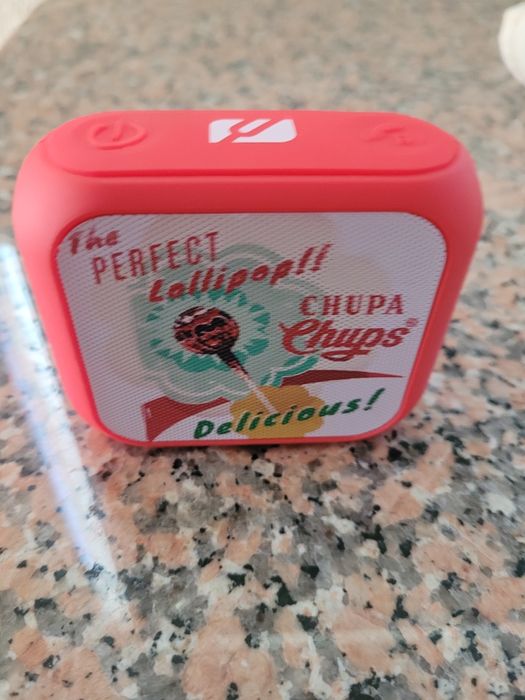 The
PERFECT
Lollipop!!
CHUPA
Chups®
Delicious!